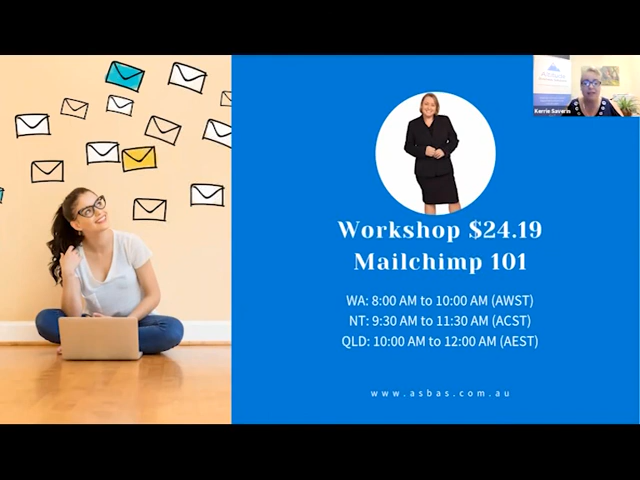 Kerrie Savarin
Workshop $24.19
Mailchimp 101
WA: 8:00 AM to 10:00 AM (AWST)
NT: 9:30 AM to 11:30 AM (ACST)
QLD: 10:00 AM to 12:00 AM (AEST)
www.asbas.com.au